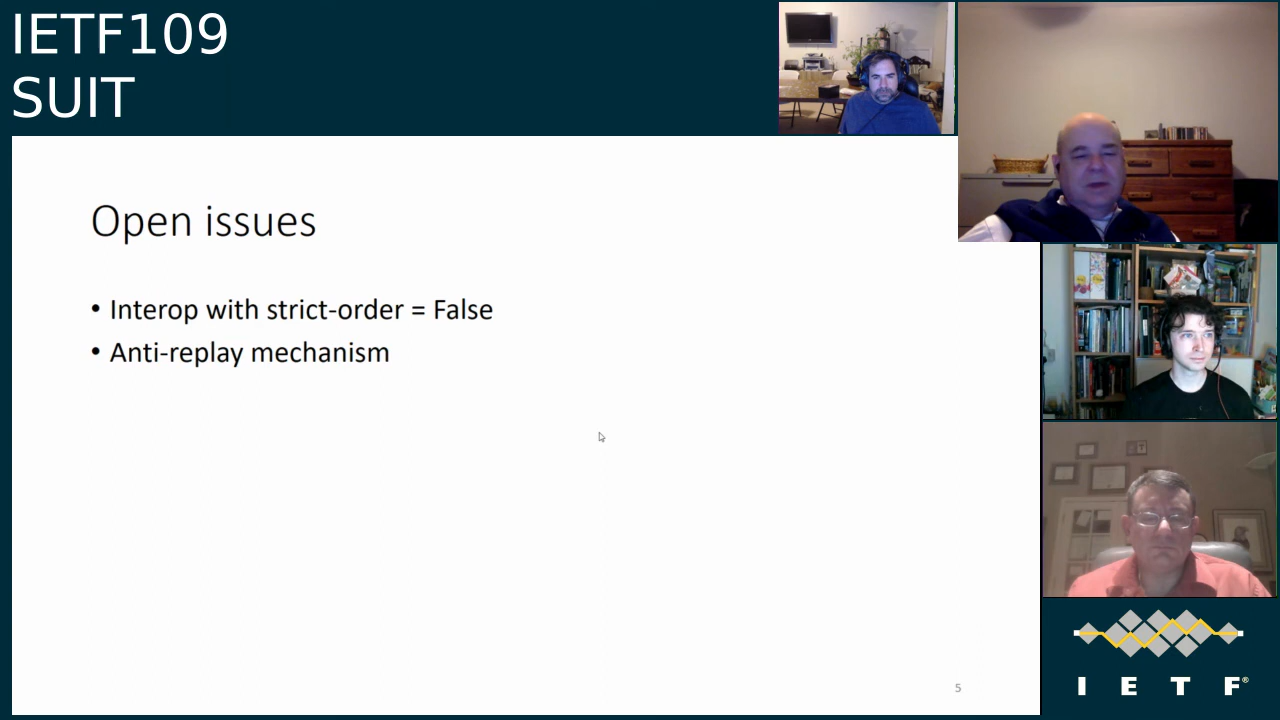 IETF109
SUIT
Open issues
• Interop with strict-order = False
• Anti-replay mechanism
5
I E T F®